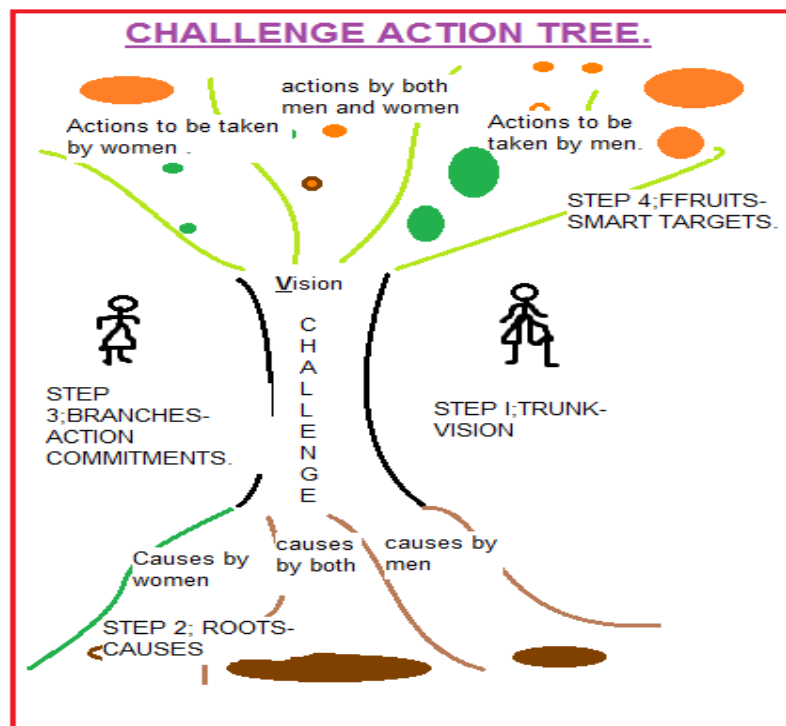 CHALLENGE ACTION TREE.
actions by both
men and women
Actions to be taken
by women .
Actions to be
taken by men.
STEP 4;FFRUITS-
SMART TARGETS.
Vision
CHALLENGE
STEP
3;BRANCHES-
ACTION
COMMITMENTS.
STEP I;TRUNK-
VISION
Causes by
women
causes
by both
causes by
men
STEP 2; ROOTS-
CAUSES